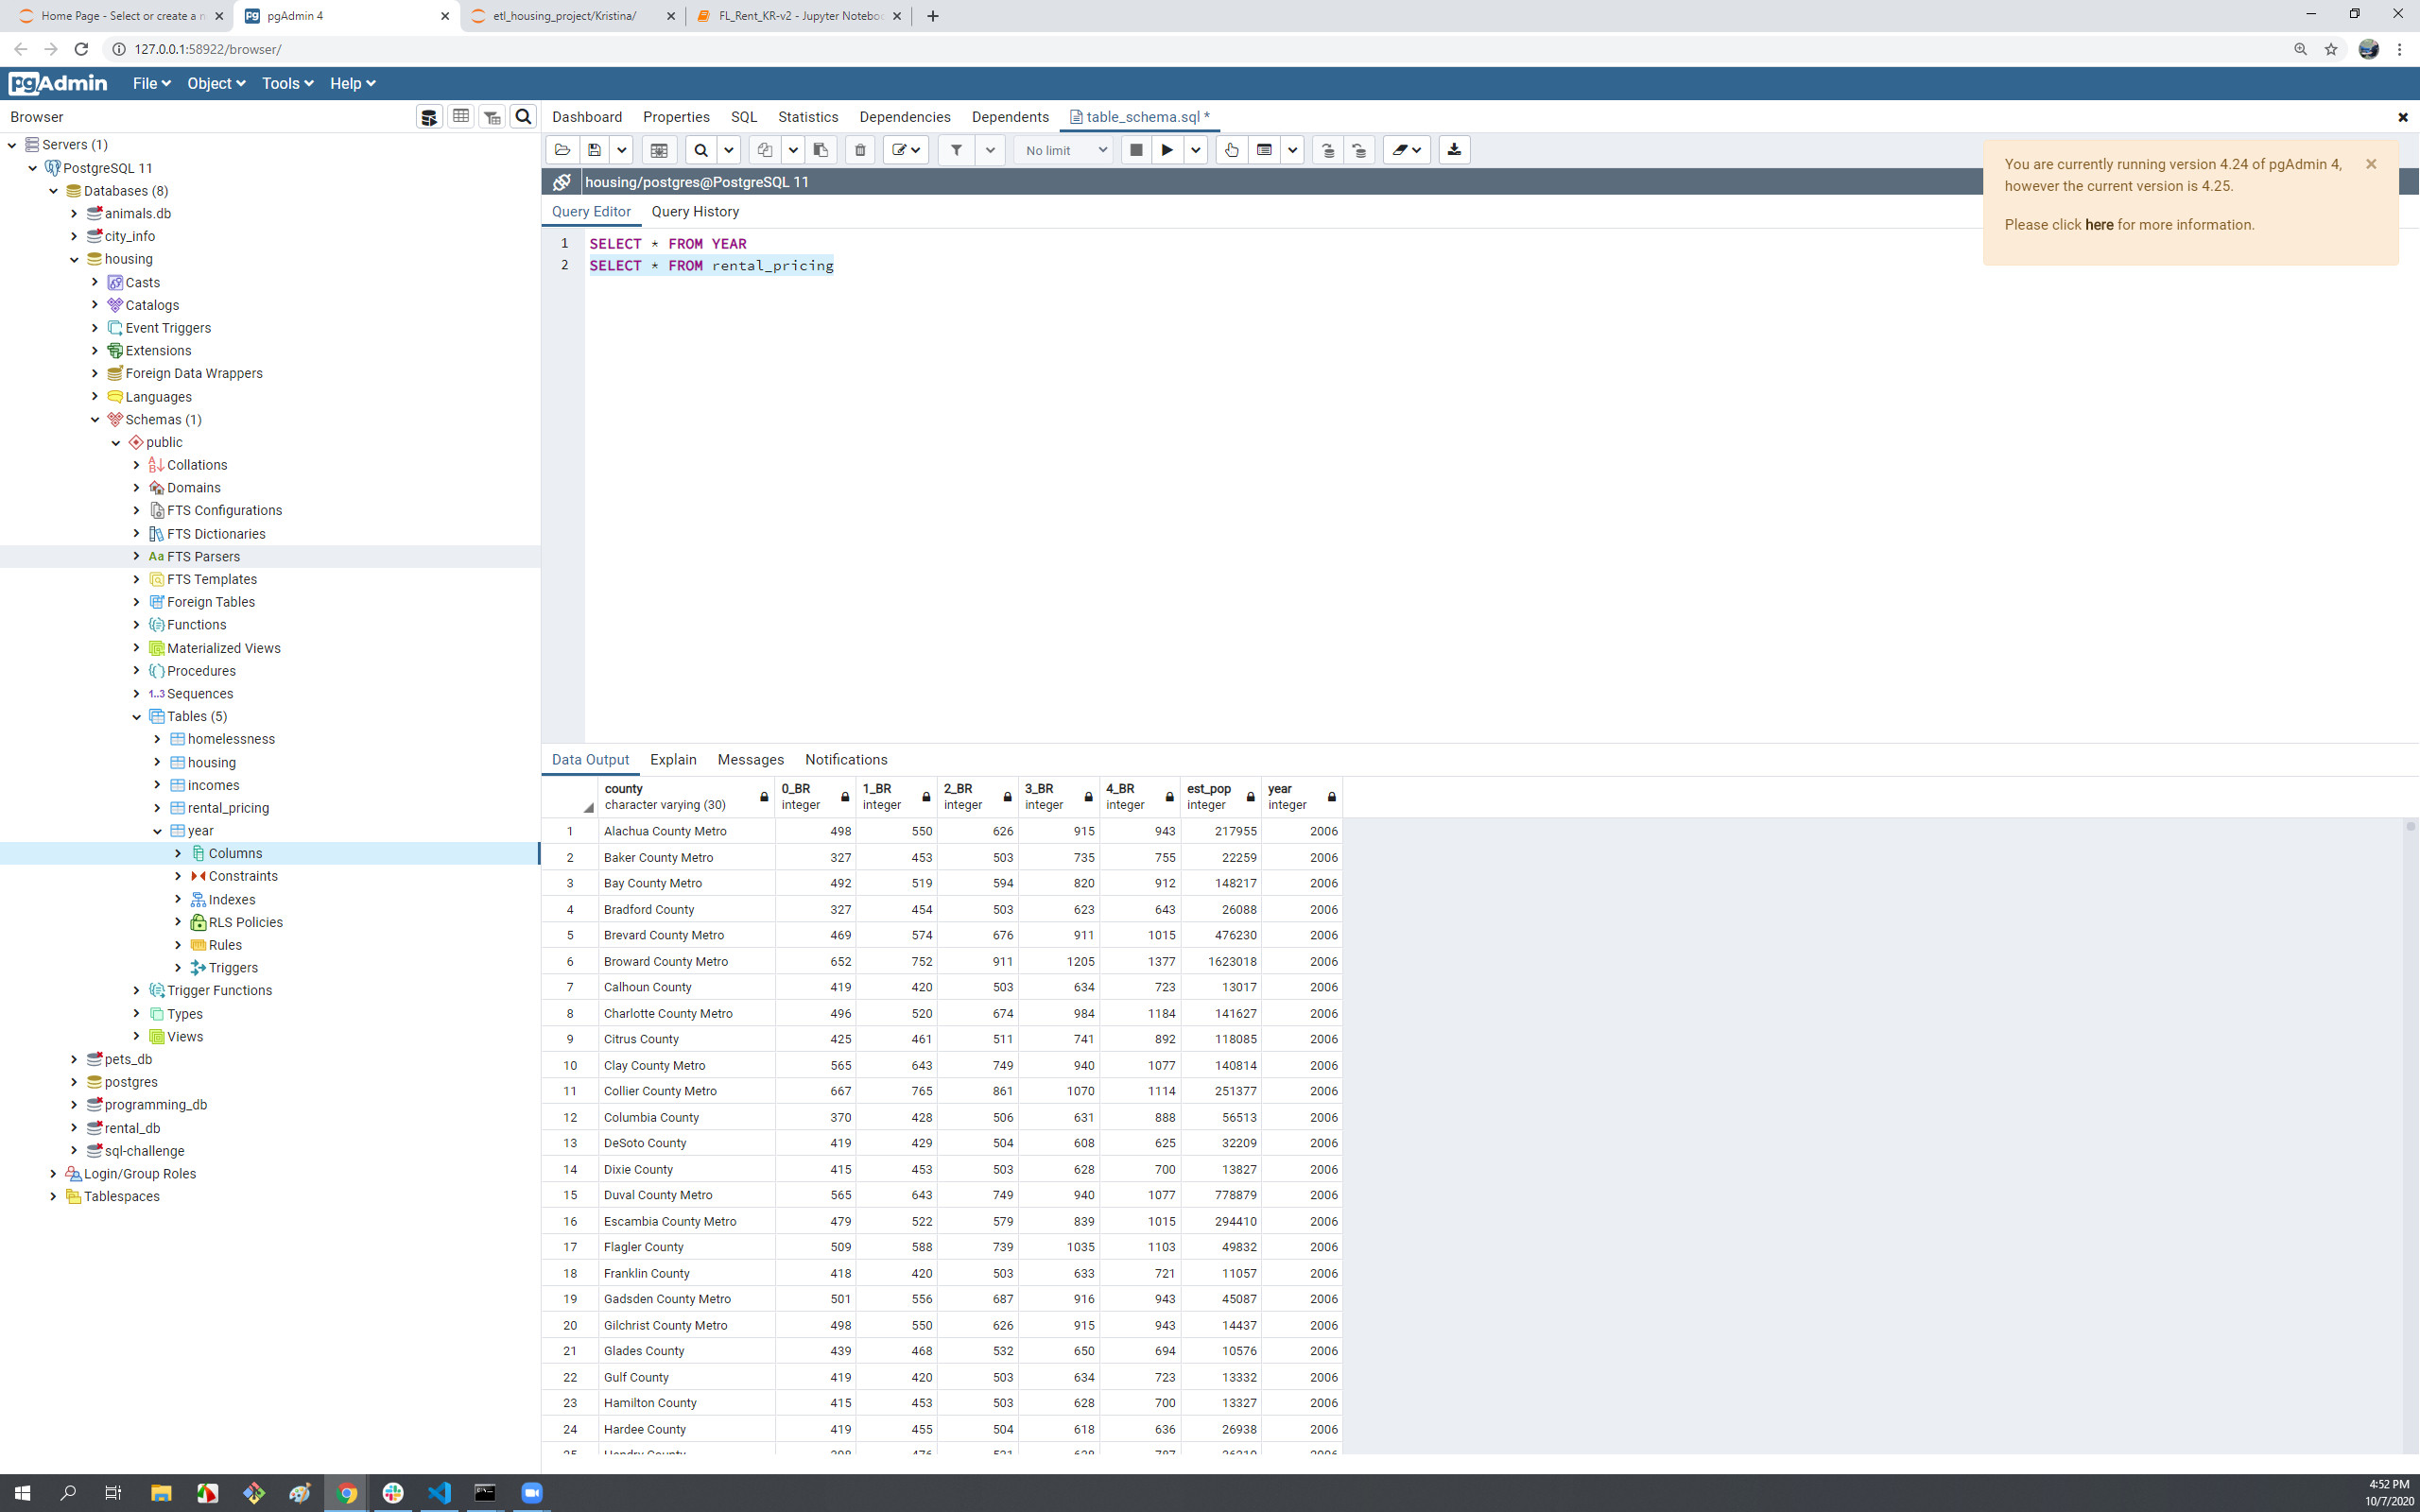 Home Page - Select or create a n
pgAdmin 4
etl_housing_project/Kristina/
FL_Rent_KR-v2 - Jupyter Noteboo
127.0.0.1:58922/browser/
pgAdmin File Object Tools Help
Browser
Dashboard Properties SQL Statistics Dependencies Dependents table_schema.sql *
No limit
You are currently running version 4.24 of pgAdmin 4,
however the current version is 4.25.
Please click here for more information.
housing/postgres@PostgreSQL 11
Query Editor Query History
1 SELECT * FROM YEAR
2 SELECT * FROM rental_pricing
Servers (1)
PostgreSQL 11
Databases (8)
animals.db
city_info
housing
Casts
Catalogs
Event Triggers
Extensions
Foreign Data Wrappers
Languages
Schemas (1)
public
Collations
Domains
FTS Configurations
FTS Dictionaries
Aa FTS Parsers
FTS Templates
Foreign Tables
Functions
Materialized Views
Procedures
1..3 Sequences
Tables (5)
homelessness
housing
incomes
rental_pricing
year
Columns
Constraints
Indexes
RLS Policies
Rules
Triggers
Trigger Functions
Types
Views
pets_db
postgres
programming_db
rental_db
sql-challenge
Login/Group Roles
Tablespaces
Data Output Explain Messages Notifications
county 0_BR 1_BR 2_BR 3_BR 4_BR est_pop year
character varying (30) integer integer integer integer integer integer integer
1 Alachua County Metro 498 550 626 915 943 217955 2006
2 Baker County Metro 327 453 503 735 755 22259 2006
3 Bay County Metro 492 519 594 820 912 148217 2006
4 Bradford County 327 454 503 623 643 26088 2006
5 Brevard County Metro 469 574 676 911 1015 476230 2006
6 Broward County Metro 652 752 911 1205 1377 1623018 2006
7 Calhoun County 419 420 503 634 723 13017 2006
8 Charlotte County Metro 496 520 674 984 1184 141627 2006
9 Citrus County 425 461 511 741 892 118085 2006
10 Clay County Metro 565 643 749 940 1077 140814 2006
11 Collier County Metro 667 765 861 1070 1114 251377 2006
12 Columbia County 370 428 506 631 888 56513 2006
13 DeSoto County 419 429 504 608 625 32209 2006
14 Dixie County 415 453 503 628 700 13827 2006
15 Duval County Metro 565 643 749 940 1077 778879 2006
16 Escambia County Metro 479 522 579 839 1015 294410 2006
17 Flagler County 509 588 739 1035 1103 49832 2006
18 Franklin County 418 420 503 633 721 11057 2006
19 Gadsden County Metro 501 556 687 916 943 45087 2006
20 Gilchrist County Metro 498 550 626 915 943 14437 2006
21 Glades County 439 468 532 650 694 10576 2006
22 Gulf County 419 420 503 634 723 13332 2006
23 Hamilton County 415 453 503 628 700 13327 2006
24 Hardee County 419 455 504 618 636 26938 2006
4:52 PM
10/7/2020